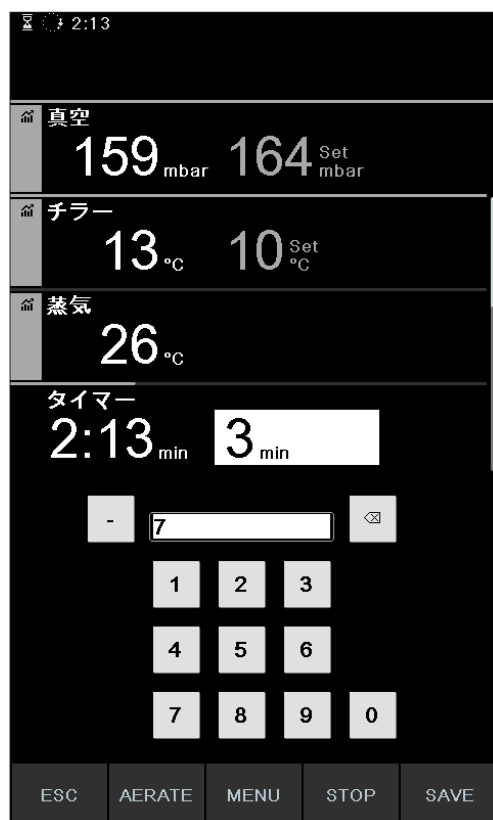 2:13
真空
159 mbar 164 Set mbar
チラー
13 °C 10 Set °C
蒸気
26 °C
タイマー
2:13 min 3 min
- 7
1 2 3
4 5 6
7 8 9 0
ESC AERATE MENU STOP SAVE